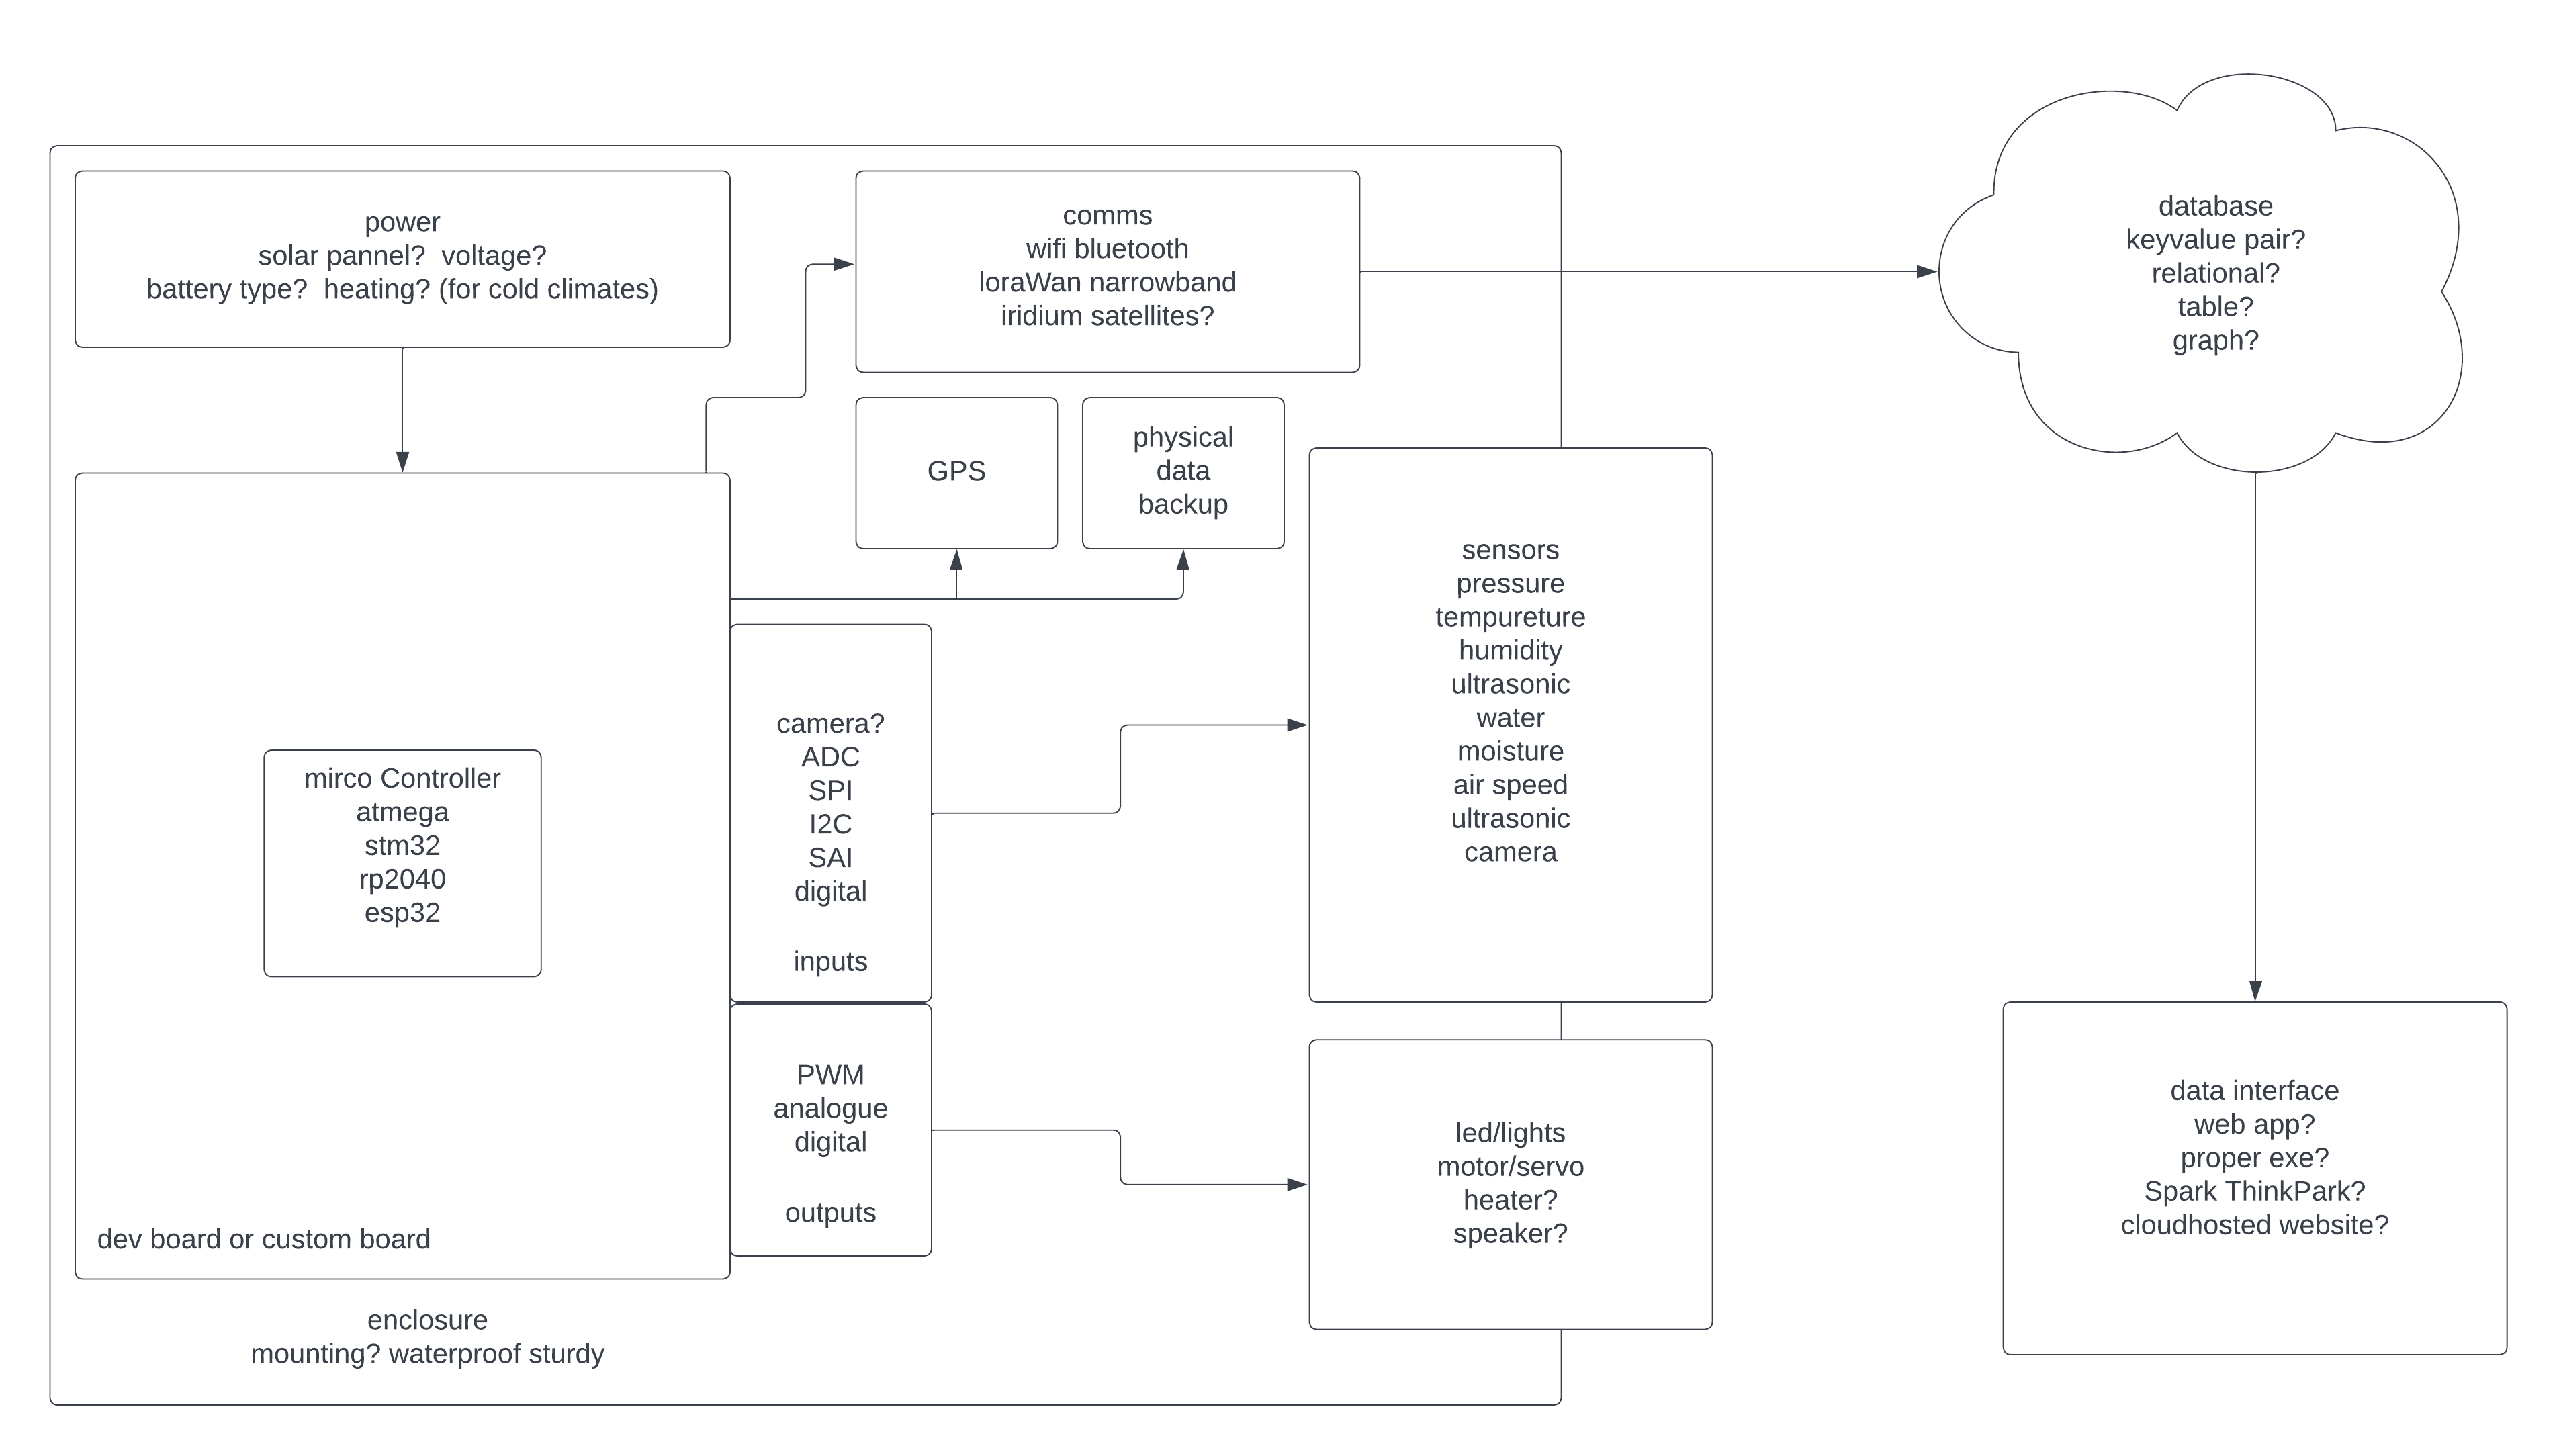 power
solar pannel?  voltage?
battery type?  heating? (for cold climates)
comms
wifi bluetooth
loraWan narrowband
iridium satellites?
database
keyvalue pair?
relational?
table?
graph?
GPS
physical
data
backup
sensors
pressure
tempureture
humidity
ultrasonic
water
moisture
air speed
ultrasonic
camera
camera?
ADC
SPI
I2C
SAI
digital
inputs
mirco Controller
atmega
stm32
rp2040
esp32
PWM
analogue
digital
outputs
led/lights
motor/servo
heater?
speaker?
data interface
web app?
proper exe?
Spark ThinkPark?
cloudhosted website?
dev board or custom board
enclosure
mounting? waterproof sturdy